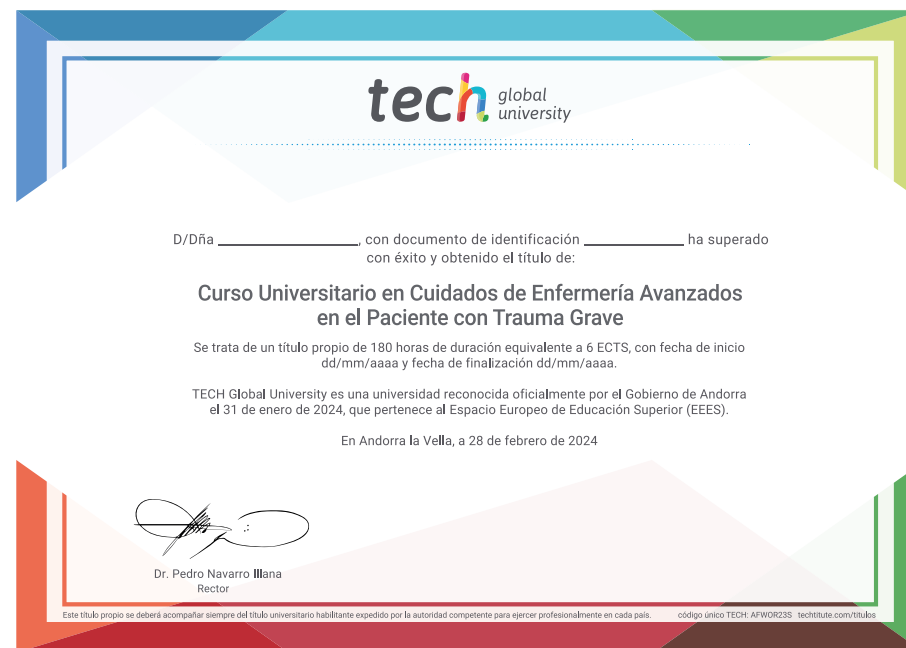 tech global university
D/Dña ____________________, con documento de identificación ______________ ha superado
con éxito y obtenido el título de:
Curso Universitario en Cuidados de Enfermería Avanzados
en el Paciente con Trauma Grave
Se trata de un título propio de 180 horas de duración equivalente a 6 ECTS, con fecha de inicio
dd/mm/aaaa y fecha de finalización dd/mm/aaaa.
TECH Global University es una universidad reconocida oficialmente por el Gobierno de Andorra
el 31 de enero de 2024, que pertenece al Espacio Europeo de Educación Superior (EEES).
En Andorra la Vella, a 28 de febrero de 2024
Dr. Pedro Navarro Illana
Rector
Este título propio se deberá acompañar siempre del título universitario habilitante expedido por la autoridad competente para ejercer profesionalmente en cada país. código único TECH: AFWOR23S techtitute.com/titulos